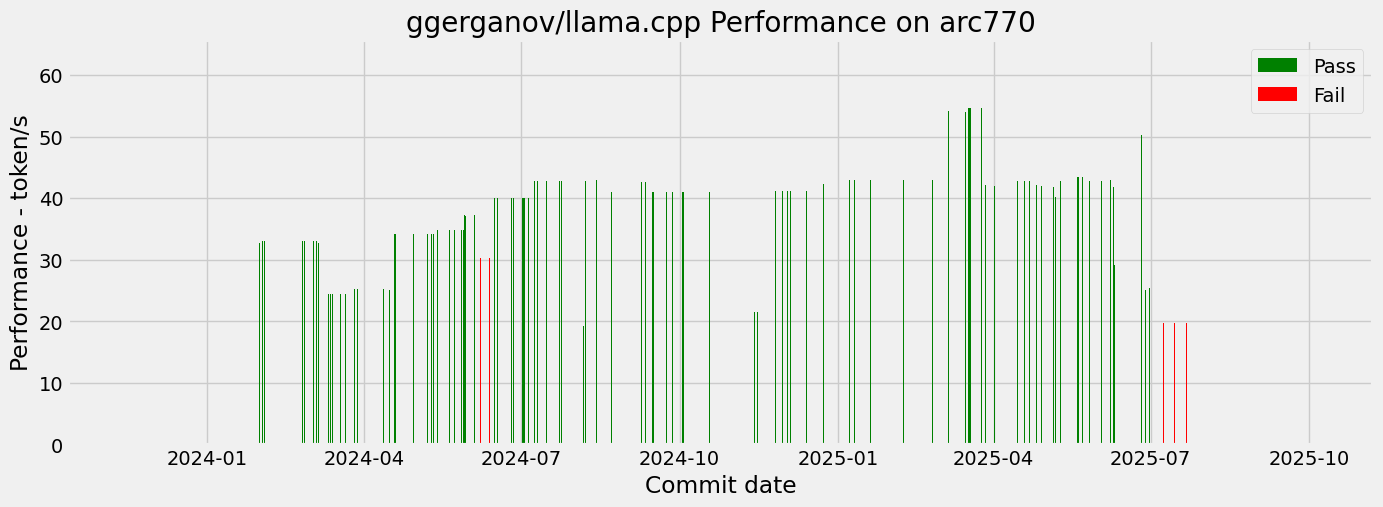 ggerganov/llama.cpp Performance on arc770
Pass
Fail
Performance - token/s
60
50
40
30
20
10
0
2024-01 2024-04 2024-07 2024-10 2025-01 2025-04 2025-07 2025-10
Commit date